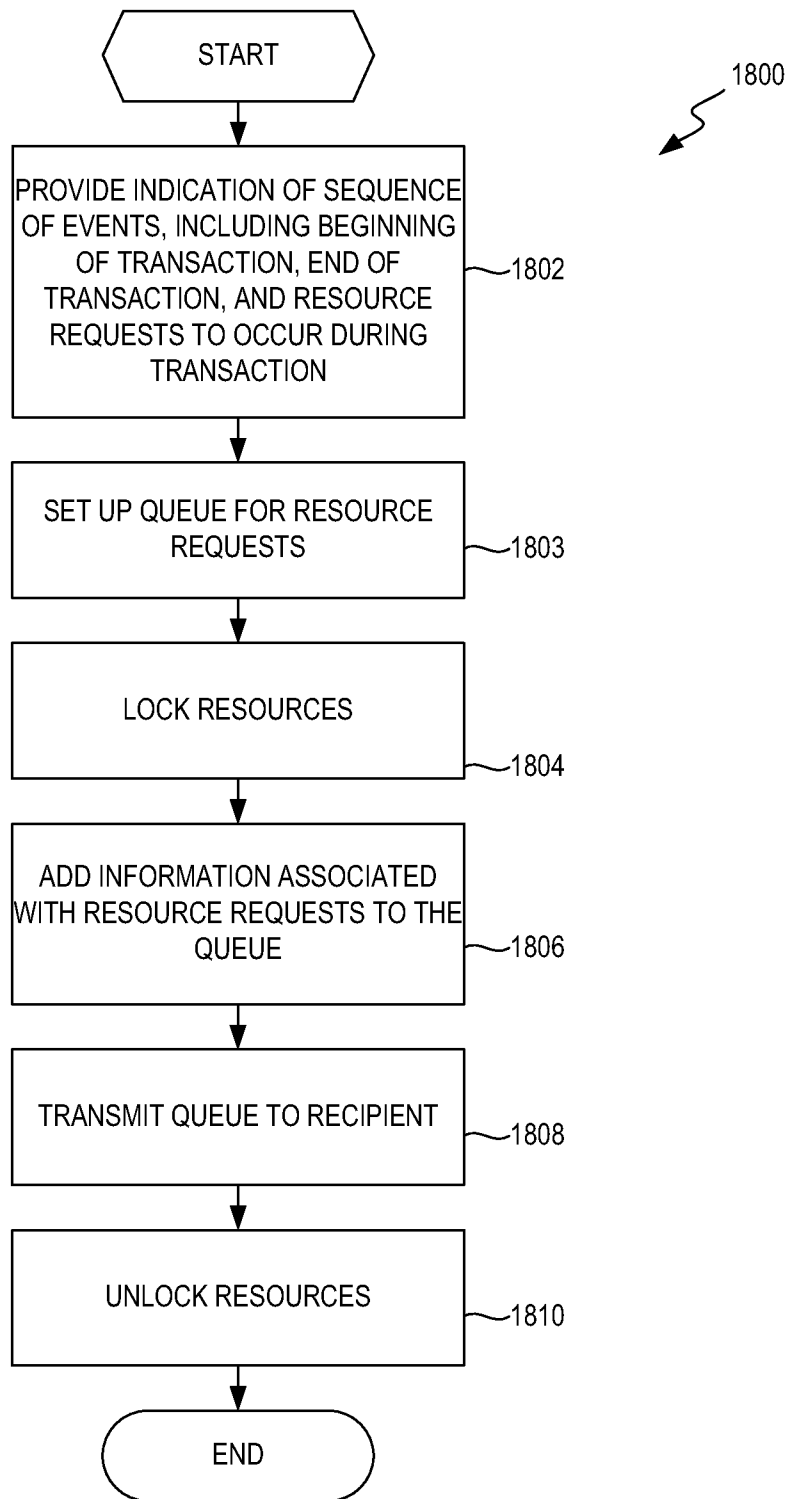 START
1800
PROVIDE INDICATION OF SEQUENCE
OF EVENTS, INCLUDING BEGINNING
OF TRANSACTION, END OF
TRANSACTION, AND RESOURCE
REQUESTS TO OCCUR DURING
TRANSACTION
1802
SET UP QUEUE FOR RESOURCE
REQUESTS
1803
LOCK RESOURCES
1804
ADD INFORMATION ASSOCIATED
WITH RESOURCE REQUESTS TO THE
QUEUE
1806
TRANSMIT QUEUE TO RECIPIENT
1808
UNLOCK RESOURCES
1810
END